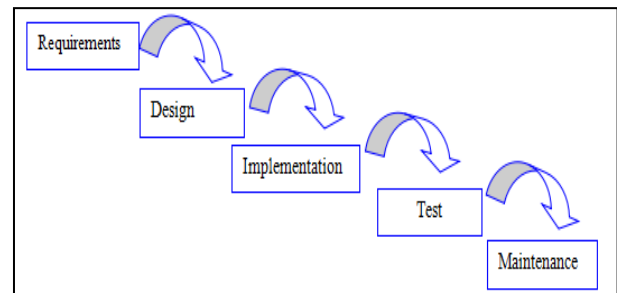 Requirements
Design
Implementation
Test
Maintenance